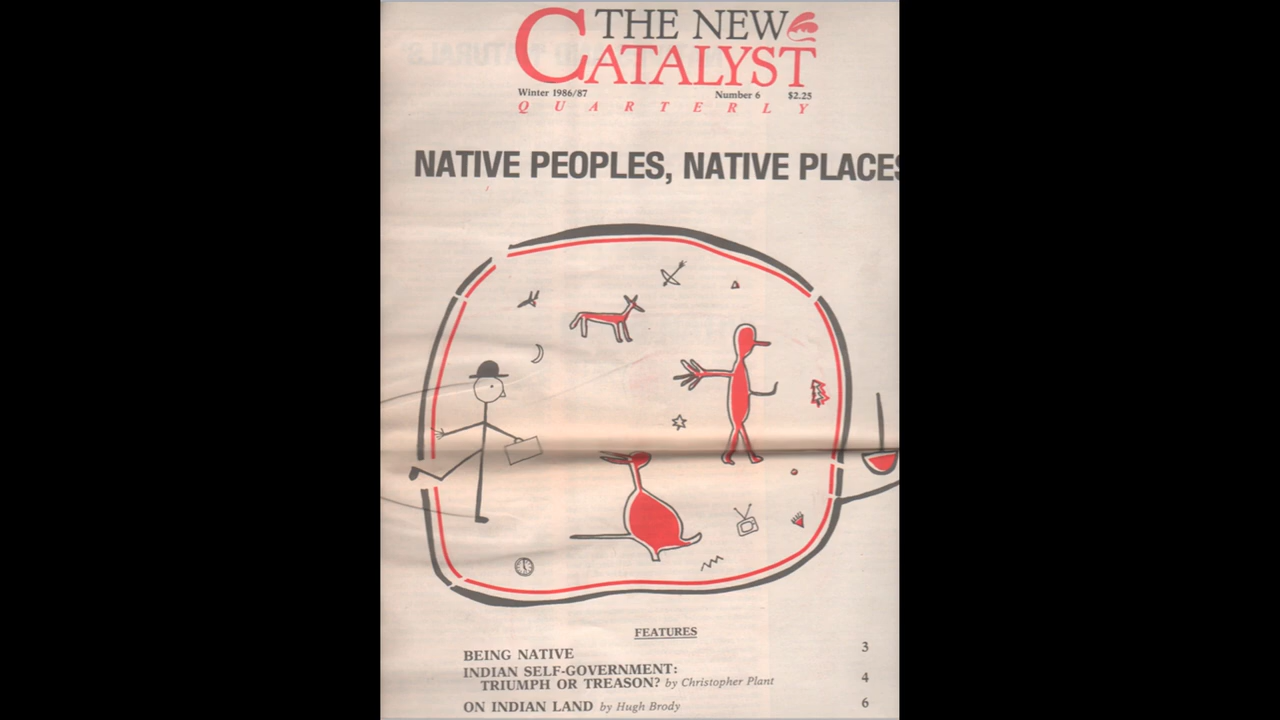 THE NEW
CATALYST
Winter 1986/87 Number 6 $2.25
QUARTERLY
NATIVE PEOPLES, NATIVE PLACES
FEATURES
BEING NATIVE 3
INDIAN SELF-GOVERNMENT:
TRIUMPH OR TREASON? by Christopher Plant 4
ON INDIAN LAND by Hugh Brody 6